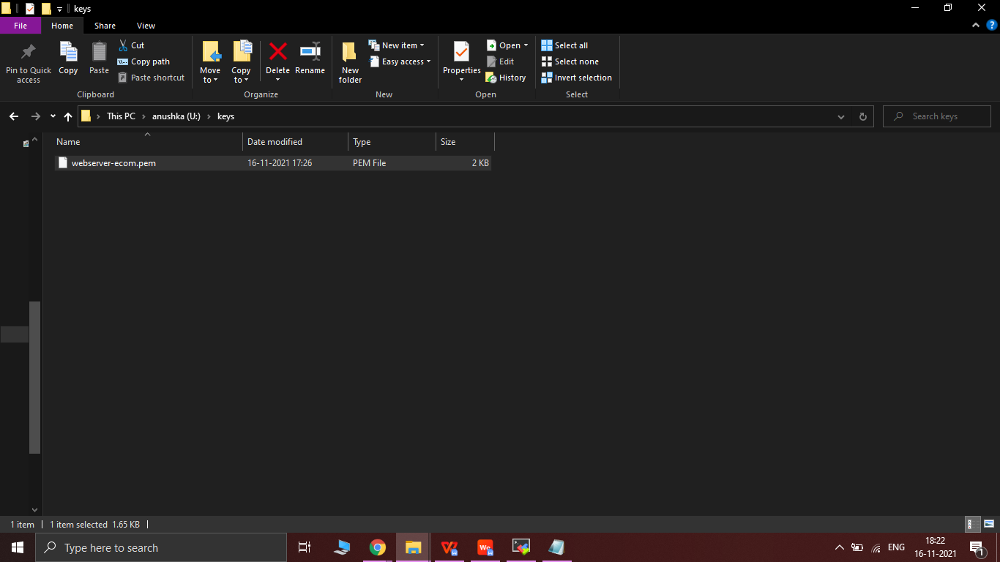 keys
File Home Share View
Pin to Quick access
Copy
Paste
Cut
Copy path
Paste shortcut
Clipboard
Move to
Copy to
Delete
Rename
Organize
New folder
New item
Easy access
New
Properties
Open
Edit
History
Open
Select all
Select none
Invert selection
Select
This PC anushka (U:) keys
Search keys
Name Date modified Type Size
webserver-ecom.pem 16-11-2021 17:26 PEM File 2 KB
1 item 1 item selected 1.65 KB
Type here to search
W
We
ENG
18:22
16-11-2021
1